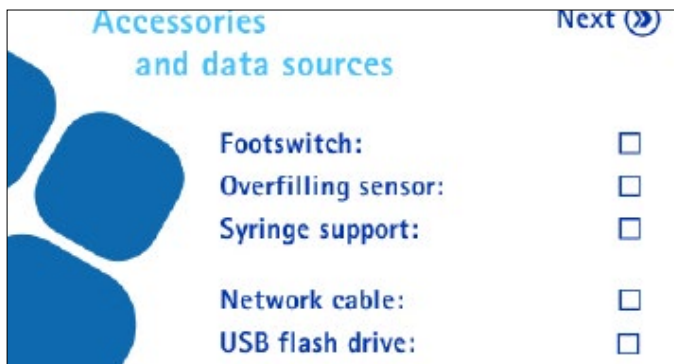 Accessories
Next
and data sources
Footswitch:
Overfilling sensor:
Syringe support:
Network cable:
USB flash drive: